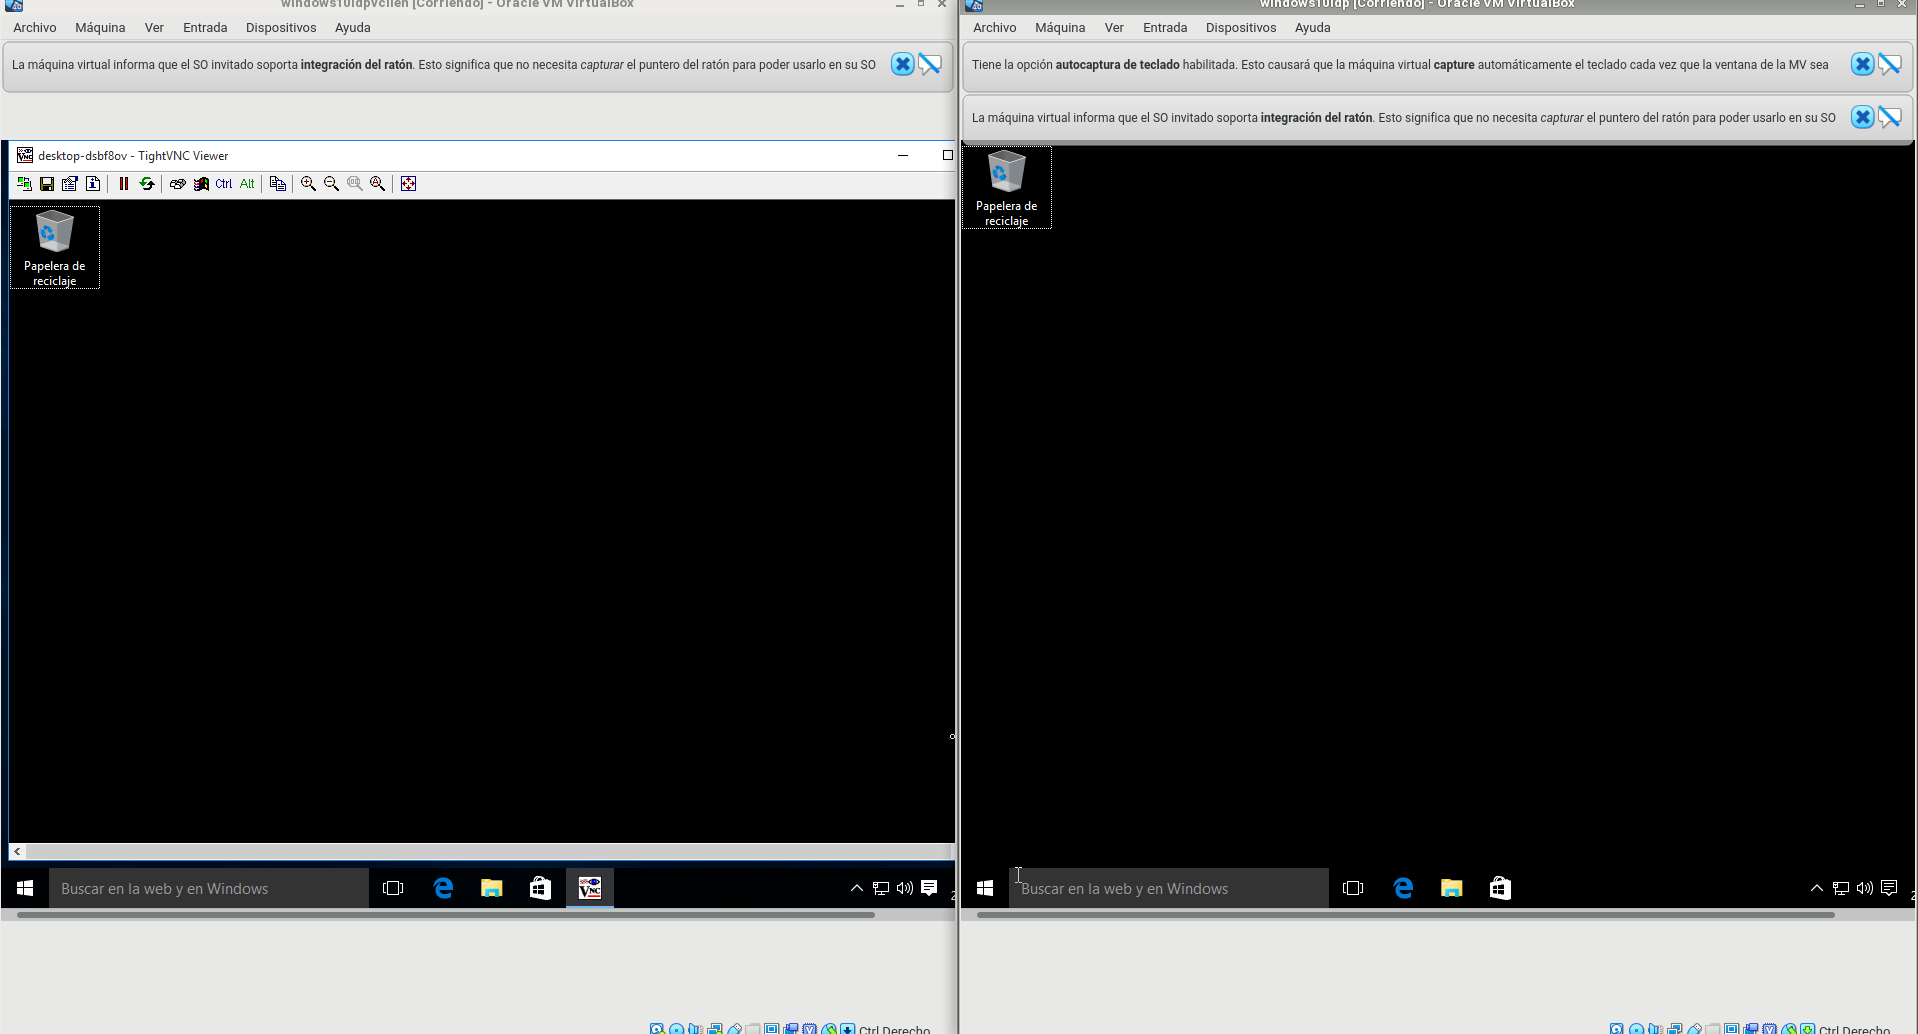 windows10ldpvclien [Corriendo] - Oracle VM VirtualBox
Archivo Máquina Ver Entrada Dispositivos Ayuda
La máquina virtual informa que el SO invitado soporta integración del ratón. Esto significa que no necesita capturar el puntero del ratón para poder usarlo en su SO
desktop-dsbf8ov - TightVNC Viewer
Ctrl Alt
Papelera de
reciclaje
Buscar en la web y en Windows
VNC
2
Ctrl Derecho
windows10ldp [Corriendo] - Oracle VM VirtualBox
Archivo Máquina Ver Entrada Dispositivos Ayuda
Tiene la opción autocaptura de teclado habilitada. Esto causará que la máquina virtual capture automáticamente el teclado cada vez que la ventana de la MV sea
La máquina virtual informa que el SO invitado soporta integración del ratón. Esto significa que no necesita capturar el puntero del ratón para poder usarlo en su SO
Papelera de
reciclaje
Buscar en la web y en Windows
2
Ctrl Derecho